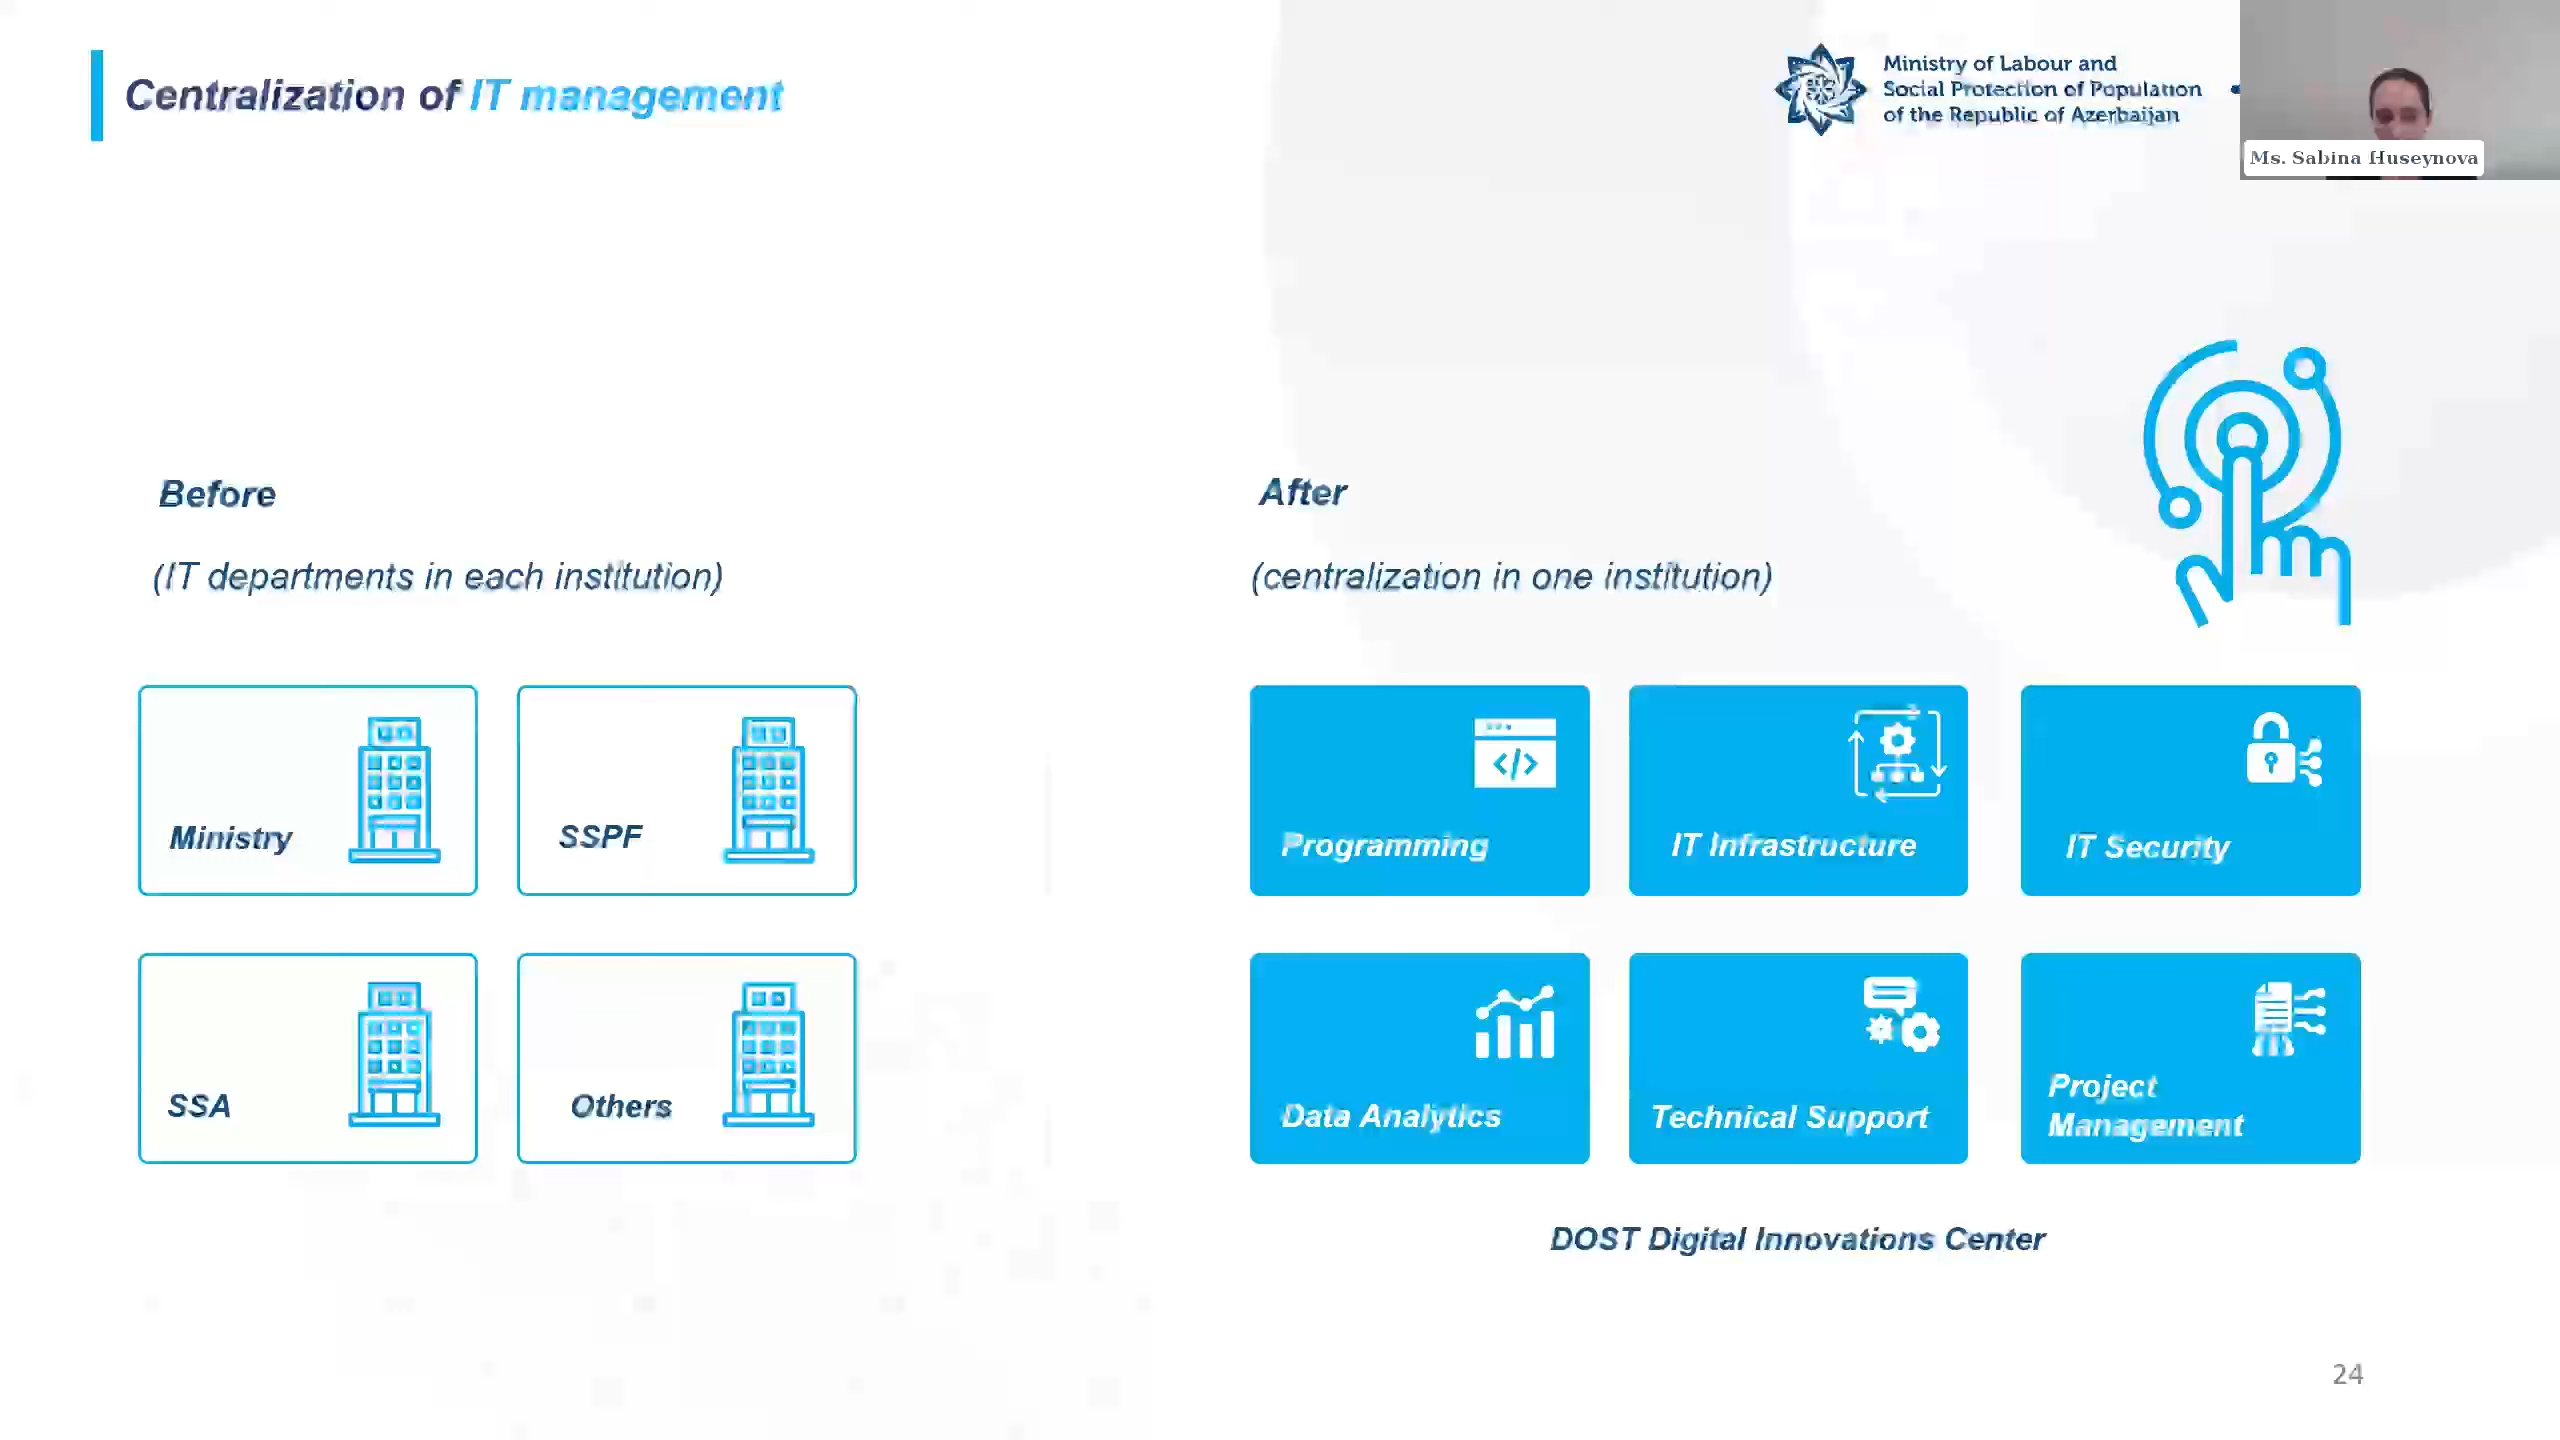 Centralization of IT management
Ministry of Labour and
Social Protection of Population
of the Republic of Azerbaijan
Ms. Sabina Huseynova
Before
(IT departments in each institution)
Ministry
SSPF
SSA
Others
After
(centralization in one institution)
Programming
IT Infrastructure
IT Security
Data Analytics
Technical Support
Project
Management
DOST Digital Innovations Center
24